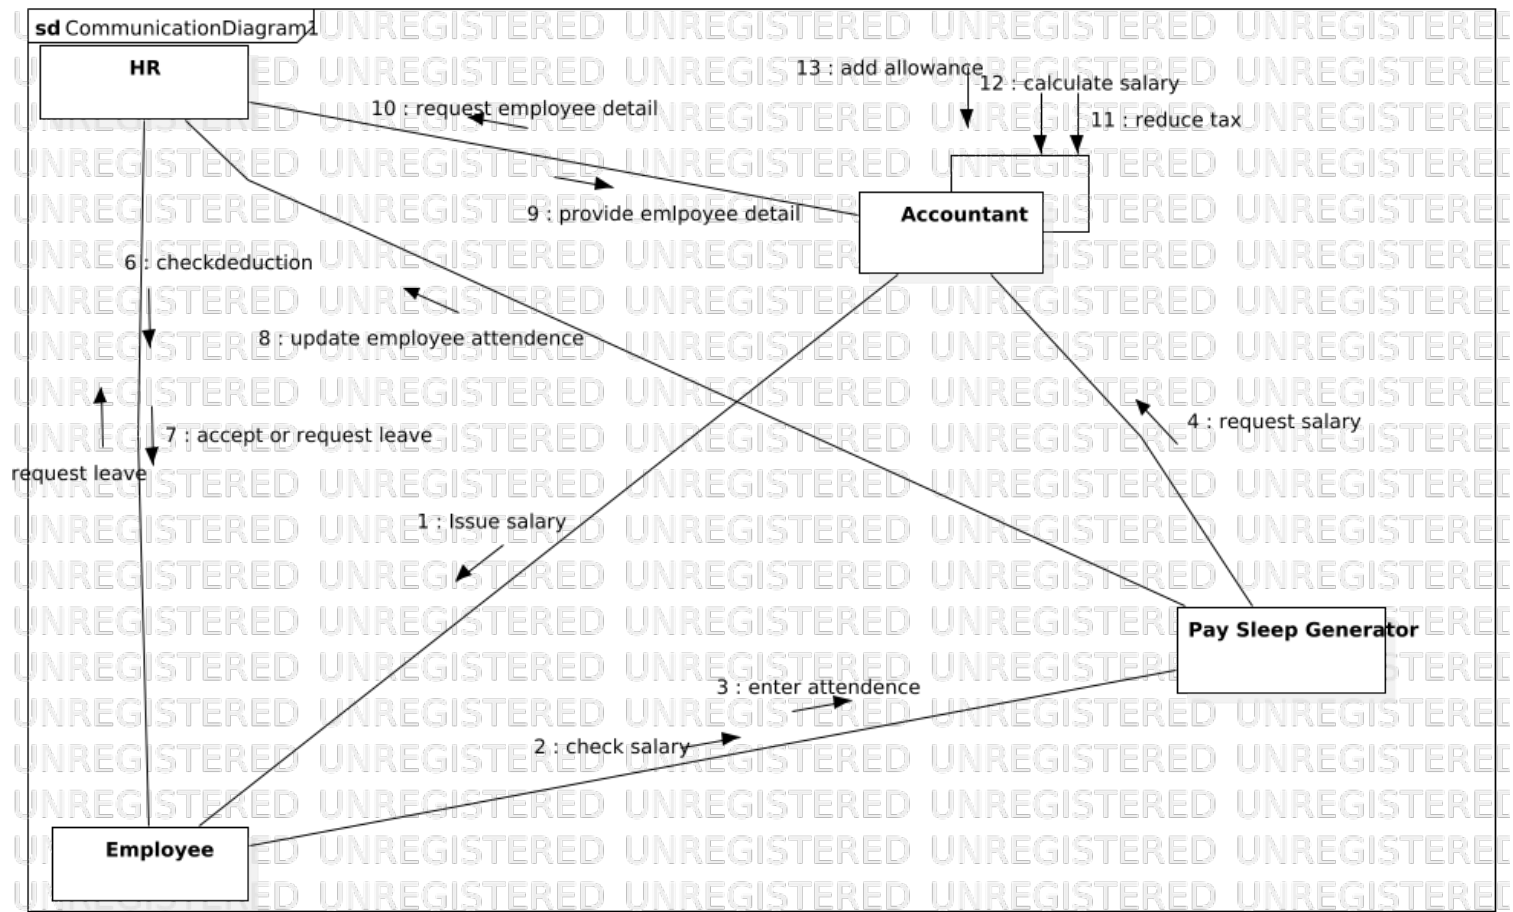 sd CommunicationDiagram1
HR
13 : add allowance
12 : calculate salary
10 : request employee detail
11 : reduce tax
9 : provide emlpoyee detail
Accountant
6 : checkdeduction
8 : update employee attendence
4 : request salary
7 : accept or request leave
request leave
1 : Issue salary
Pay Sleep Generator
3 : enter attendence
2 : check salary
Employee
UNREGISTERED